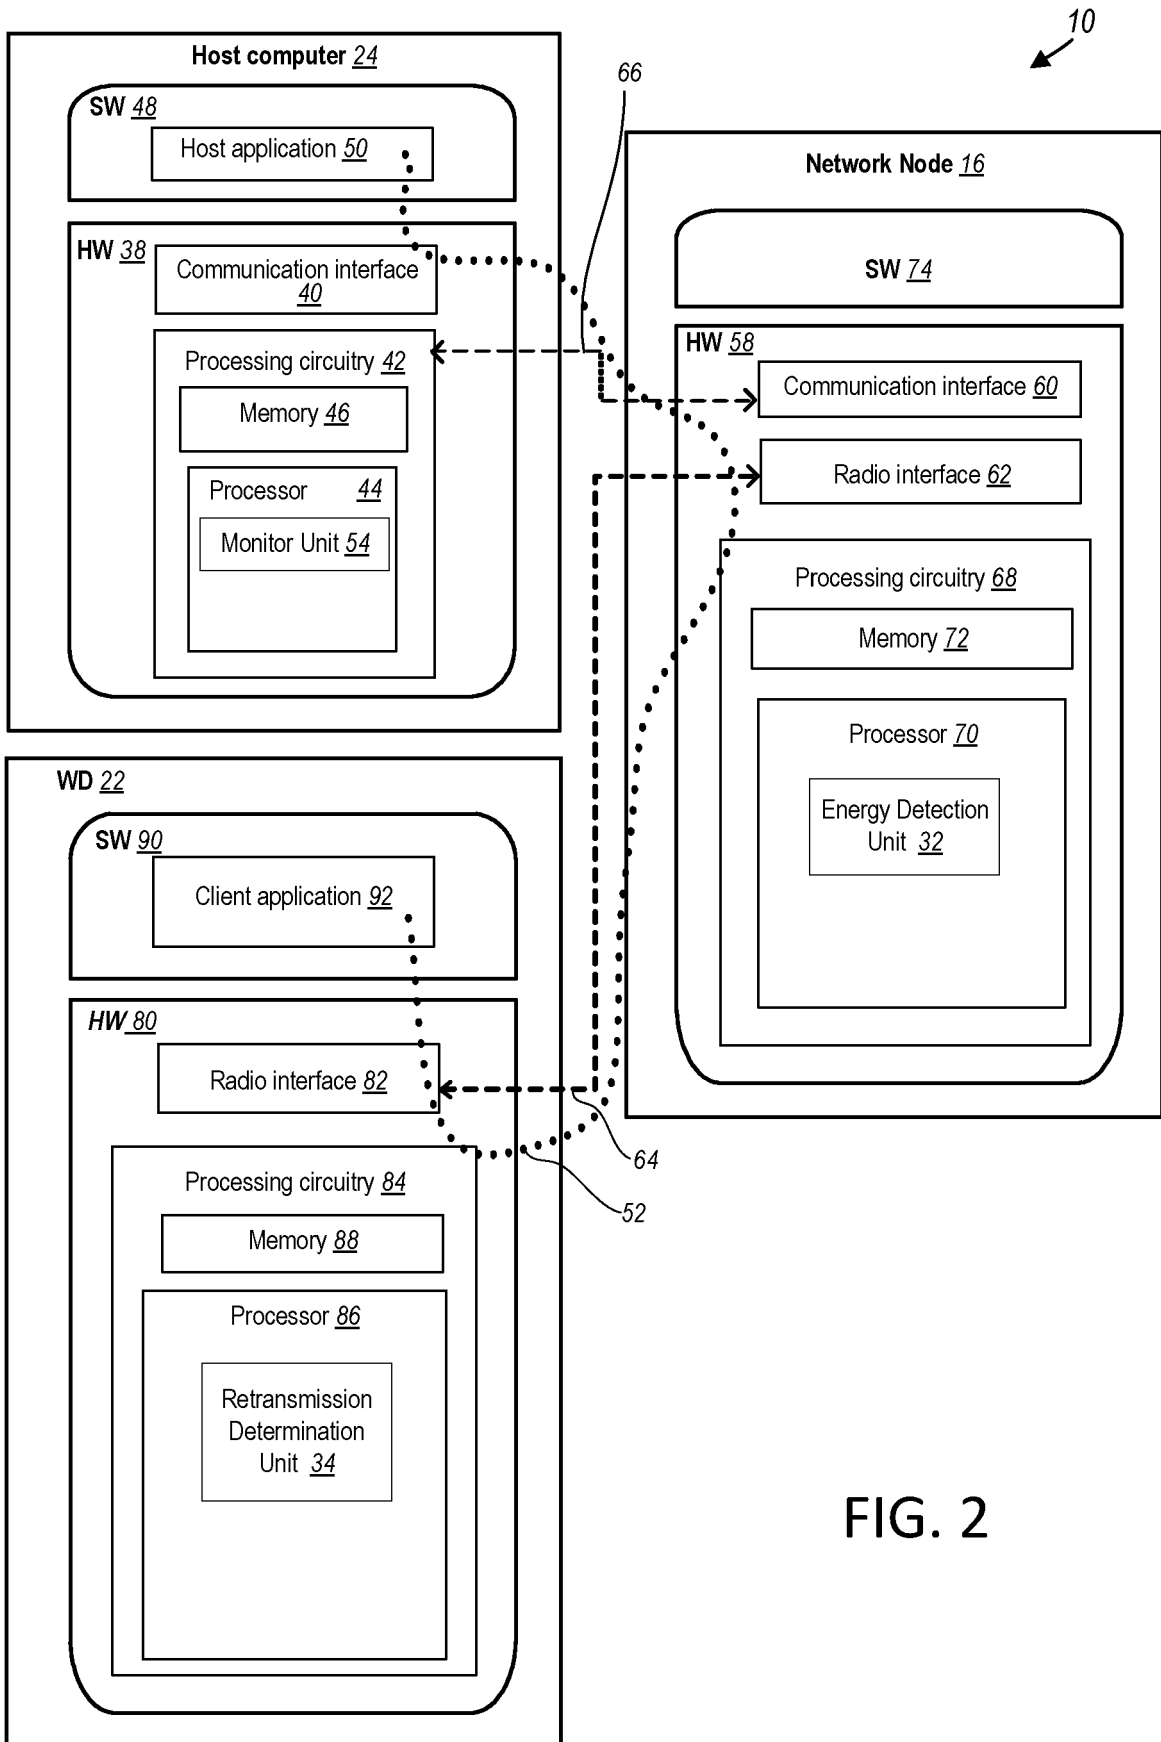 10
Host computer 24
66
SW 48
Host application 50
Network Node 16
HW 38
Communication interface
40
SW 74
Processing circuitry 42
HW 58
Communication interface 60
Memory 46
Radio interface 62
Processor 44
Monitor Unit 54
Processing circuitry 68
Memory 72
Processor 70
WD 22
Energy Detection
Unit 32
SW 90
Client application 92
HW 80
Radio interface 82
64
Processing circuitry 84
52
Memory 88
Processor 86
Retransmission
Determination
Unit 34
FIG. 2